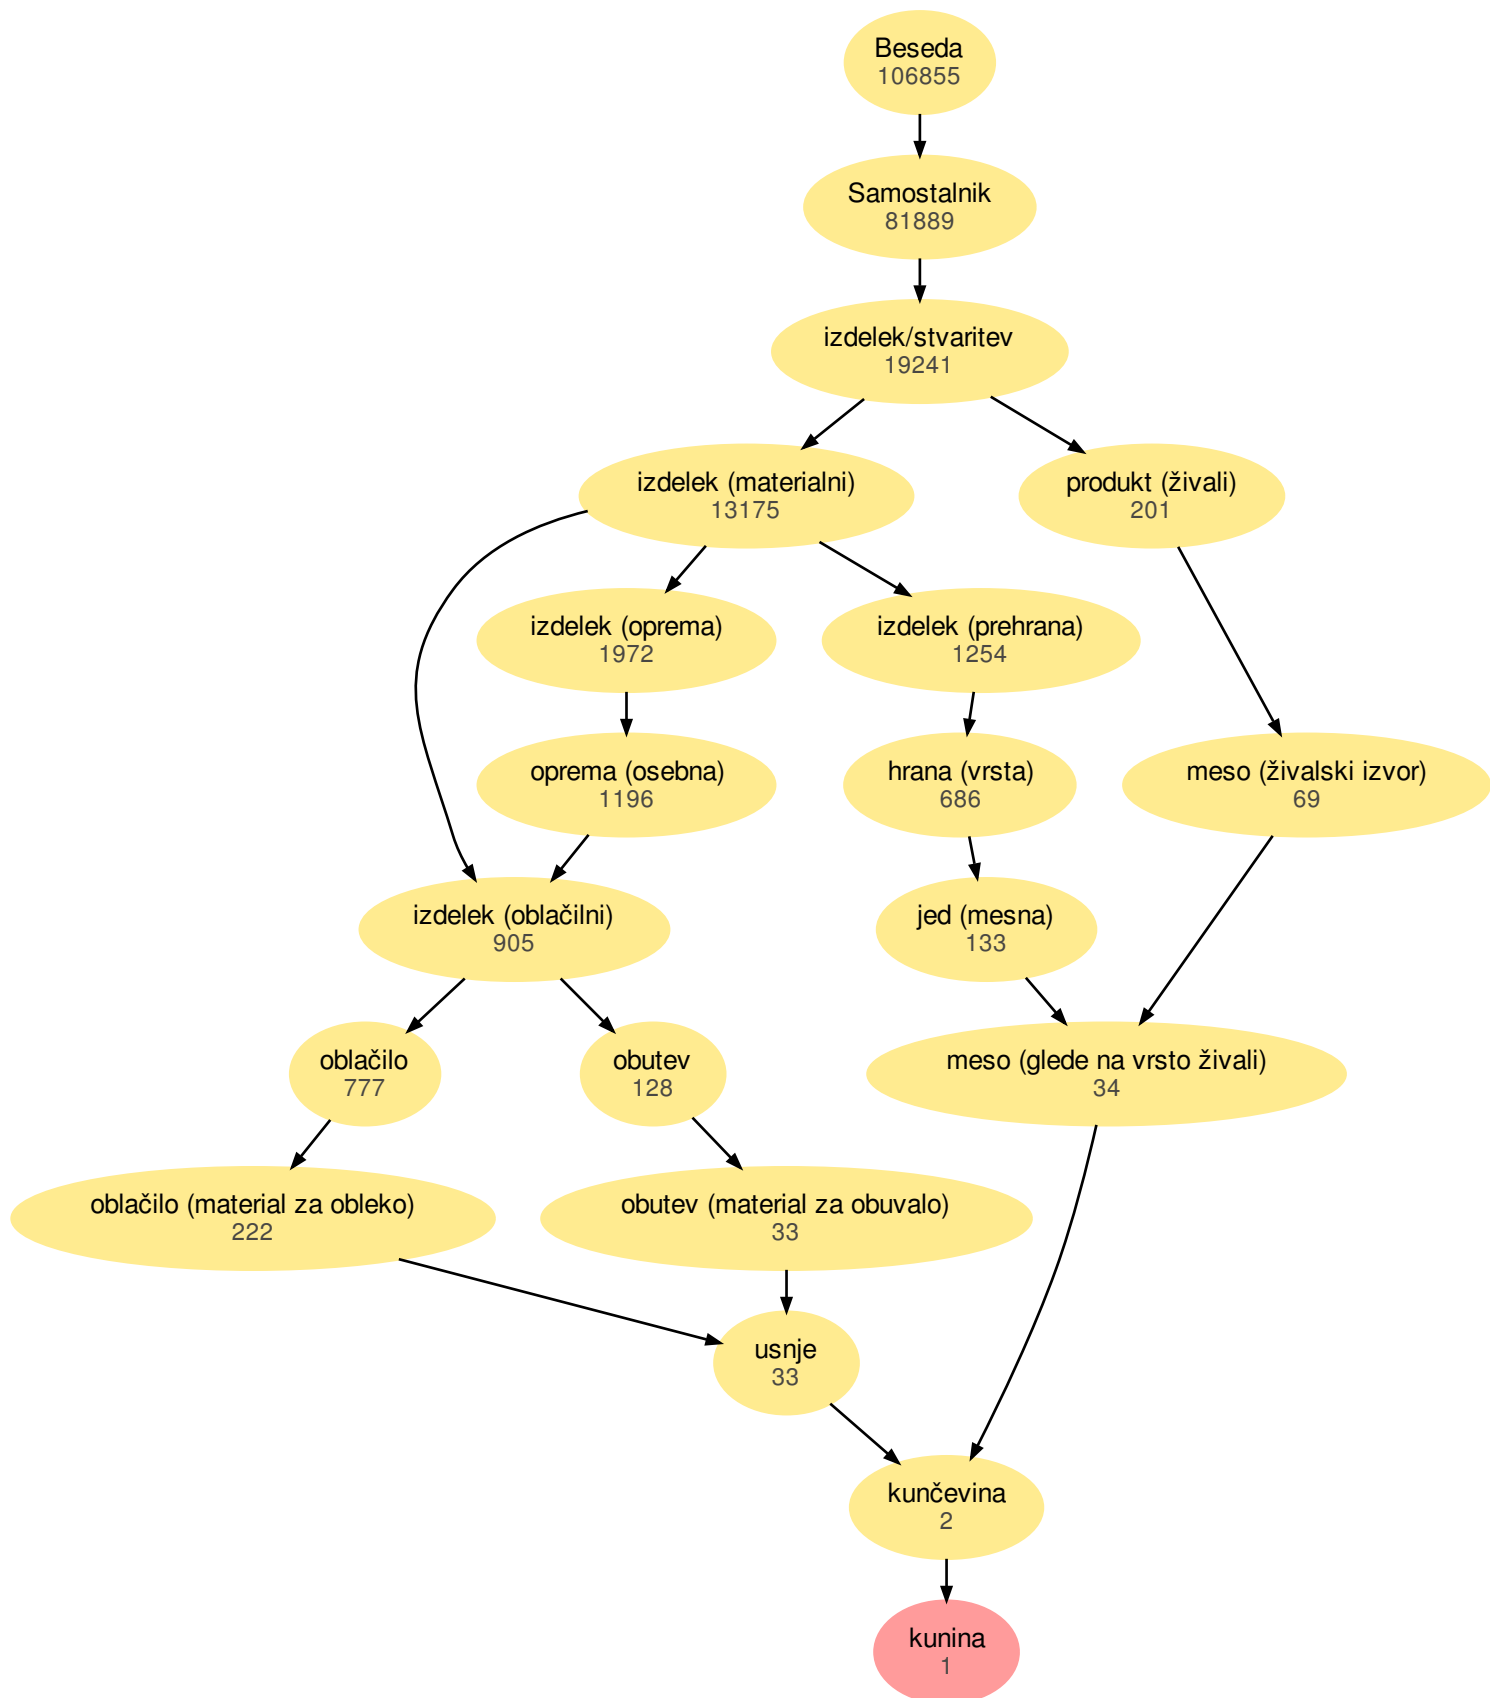 Beseda
106855
Samostalnik
81889
izdelek/stvaritev
19241
izdelek (materialni)
13175
produkt (živali)
201
izdelek (oprema)
1972
izdelek (prehrana)
1254
oprema (osebna)
1196
hrana (vrsta)
686
meso (živalski izvor)
69
izdelek (oblačilni)
905
jed (mesna)
133
oblačilo
777
obutev
128
meso (glede na vrsto živali)
34
oblačilo (material za obleko)
222
obutev (material za obuvalo)
33
usnje
33
kunčevina
2
kunina
1